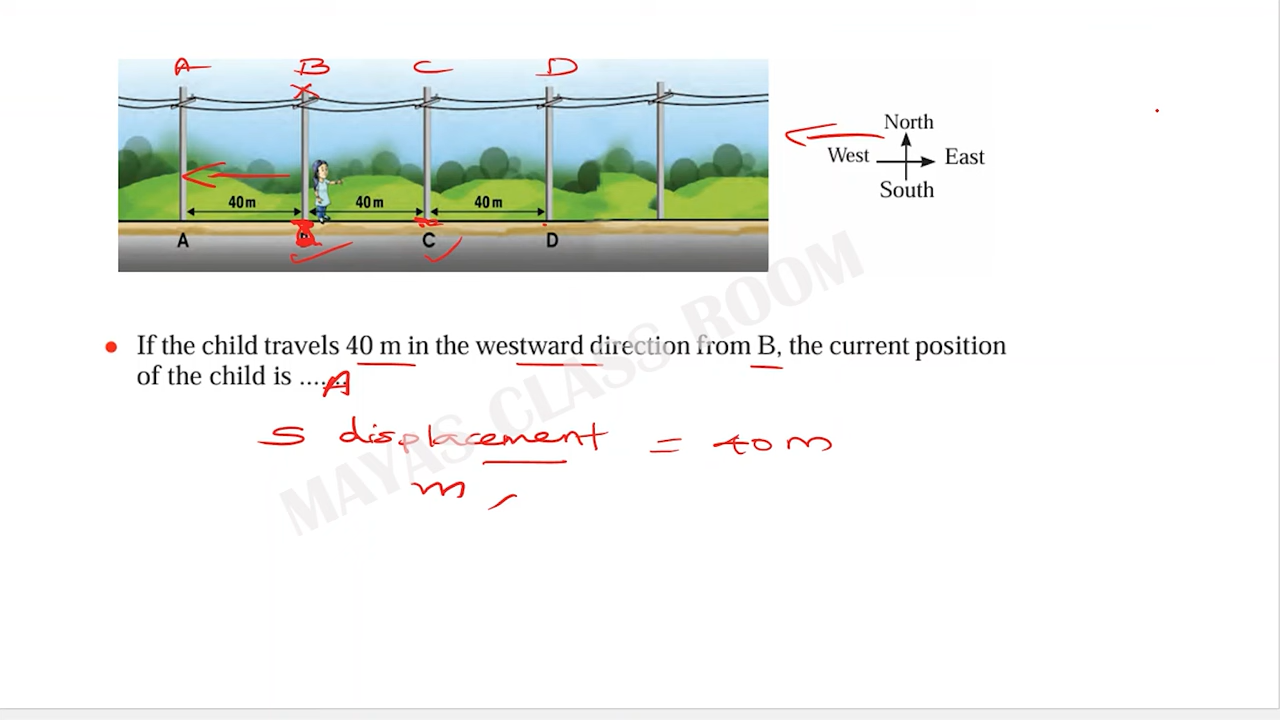 A B C D
North
West East
South
40 m 40 m 40 m
A C D
• If the child travels 40 m in the westward direction from B, the current position
of the child is ....... A
S displacement = 40 m
m
MAYAS CLASS ROOM